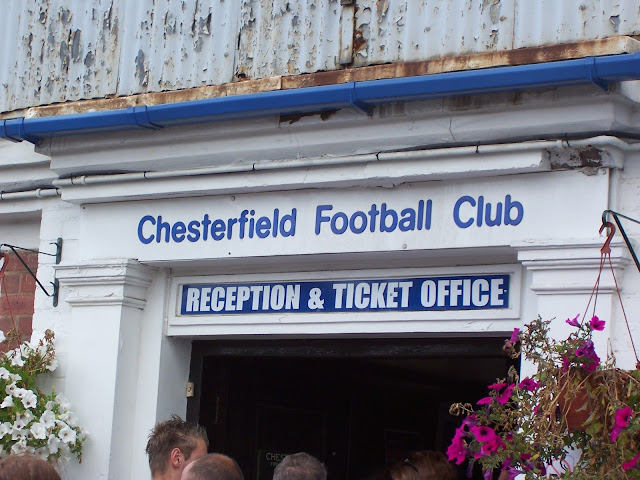 Chesterfield Football Club
RECEPTION & TICKET OFFICE